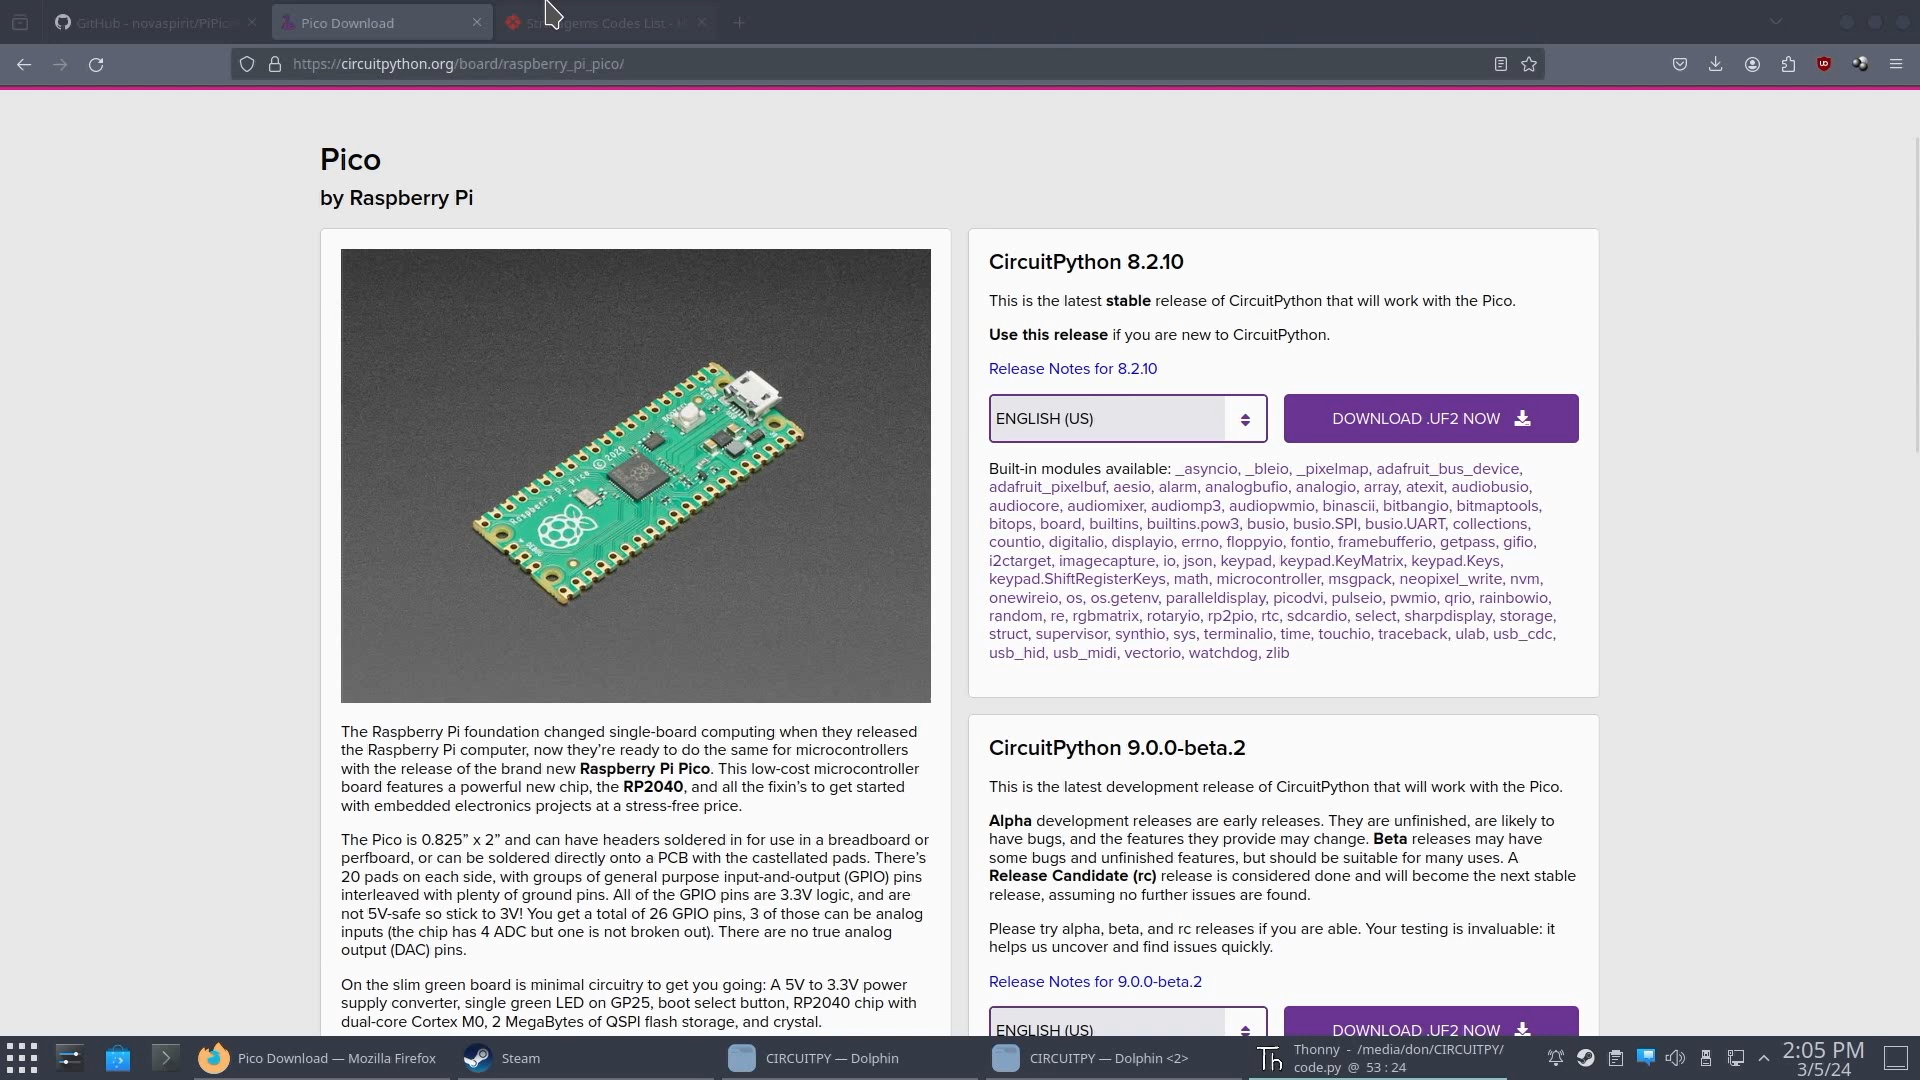 GitHub - novaspirit/PiPico
Pico Download
Stratagems Codes List - H
https://circuitpython.org/board/raspberry_pi_pico/
Pico
by Raspberry Pi
Raspberry Pi Pico © 2020
DEBUG
The Raspberry Pi foundation changed single-board computing when they released
the Raspberry Pi computer, now they're ready to do the same for microcontrollers
with the release of the brand new Raspberry Pi Pico. This low-cost microcontroller
board features a powerful new chip, the RP2040, and all the fixin's to get started
with embedded electronics projects at a stress-free price.
The Pico is 0.825” x 2” and can have headers soldered in for use in a breadboard or
perfboard, or can be soldered directly onto a PCB with the castellated pads. There's
20 pads on each side, with groups of general purpose input-and-output (GPIO) pins
interleaved with plenty of ground pins. All of the GPIO pins are 3.3V logic, and are
not 5V-safe so stick to 3V! You get a total of 26 GPIO pins, 3 of those can be analog
inputs (the chip has 4 ADC but one is not broken out). There are no true analog
output (DAC) pins.
On the slim green board is minimal circuitry to get you going: A 5V to 3.3V power
supply converter, single green LED on GP25, boot select button, RP2040 chip with
dual-core Cortex M0, 2 MegaBytes of QSPI flash storage, and crystal.
CircuitPython 8.2.10
This is the latest stable release of CircuitPython that will work with the Pico.
Use this release if you are new to CircuitPython.
Release Notes for 8.2.10
ENGLISH (US)
DOWNLOAD .UF2 NOW
Built-in modules available: _asyncio, _bleio, _pixelmap, adafruit_bus_device,
adafruit_pixelbuf, aesio, alarm, analogbufio, analogio, array, atexit, audiobusio,
audiocore, audiomixer, audiomp3, audiopwmio, binascii, bitbangio, bitmaptools,
bitops, board, builtins, builtins.pow3, busio, busio.SPI, busio.UART, collections,
countio, digitalio, displayio, errno, floppyio, fontio, framebufferio, getpass, gifio,
i2ctarget, imagecapture, io, json, keypad, keypad.KeyMatrix, keypad.Keys,
keypad.ShiftRegisterKeys, math, microcontroller, msgpack, neopixel_write, nvm,
onewireio, os, os.getenv, paralleldisplay, picodvi, pulseio, pwmio, qrio, rainbowio,
random, re, rgbmatrix, rotaryio, rp2pio, rtc, sdcardio, select, sharpdisplay, storage,
struct, supervisor, synthio, sys, terminalio, time, touchio, traceback, ulab, usb_cdc,
usb_hid, usb_midi, vectorio, watchdog, zlib
CircuitPython 9.0.0-beta.2
This is the latest development release of CircuitPython that will work with the Pico.
Alpha development releases are early releases. They are unfinished, are likely to
have bugs, and the features they provide may change. Beta releases may have
some bugs and unfinished features, but should be suitable for many uses. A
Release Candidate (rc) release is considered done and will become the next stable
release, assuming no further issues are found.
Please try alpha, beta, and rc releases if you are able. Your testing is invaluable: it
helps us uncover and find issues quickly.
Release Notes for 9.0.0-beta.2
ENGLISH (US)
DOWNLOAD .UF2 NOW
Pico Download — Mozilla Firefox
Steam
CIRCUITPY — Dolphin
CIRCUITPY — Dolphin <2>
Th
Thonny - /media/don/CIRCUITPY/
code.py @ 53 : 24
2:05 PM
3/5/24